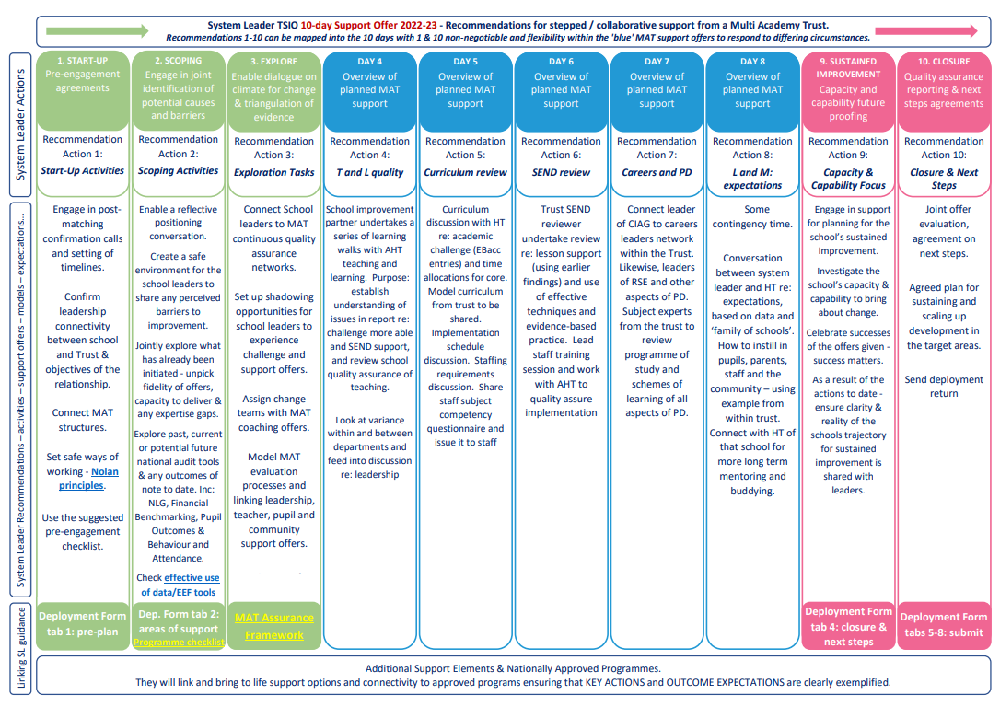 System Leader TSIO 10-day Support Offer 2022-23 - Recommendations for stepped / collaborative support from a Multi Academy Trust.
Recommendations 1-10 can be mapped into the 10 days with 1 & 10 non-negotiable and flexibility within the 'blue' MAT support offers to respond to differing circumstances.
System Leader Actions
1. START-UP
Pre-engagement
agreements
Recommendation
Action 1:
Start-Up Activities
2. SCOPING
Engage in joint
identification of
potential causes
and barriers
Recommendation
Action 2:
Scoping Activities
3. EXPLORE
Enable dialogue on
climate for change
& triangulation of
evidence
Recommendation
Action 3:
Exploration Tasks
DAY 4
Overview of
planned MAT
support
Recommendation
Action 4:
T and L quality
DAY 5
Overview of
planned MAT
support
Recommendation
Action 5:
Curriculum review
DAY 6
Overview of
planned MAT
support
Recommendation
Action 6:
SEND review
DAY 7
Overview of
planned MAT
support
Recommendation
Action 7:
Careers and PD
DAY 8
Overview of
planned MAT
support
Recommendation
Action 8:
L and M:
expectations
9. SUSTAINED
IMPROVEMENT
Capacity and
capability future
proofing
Recommendation
Action 9:
Capacity &
Capability Focus
10. CLOSURE
Quality assurance
reporting & next
steps agreements
Recommendation
Action 10:
Closure & Next
Steps
System Leader Recommendations – activities – support offers – models – expectations…
Engage in post-
matching
confirmation calls
and setting of
timelines.
Confirm
leadership
connectivity
between school
and Trust &
objectives of the
relationship.
Connect MAT
structures.
Set safe ways of
working - Nolan
principles.
Use the suggested
pre-engagement
checklist.
Enable a reflective
positioning
conversation.
Create a safe
environment for the
school leaders to
share any perceived
barriers to
improvement.
Jointly explore what
has already been
initiated - unpick
fidelity of offers,
capacity to deliver &
any expertise gaps.
Explore past, current
or potential future
national audit tools
& any outcomes of
note to date. Inc:
NLG, Financial
Benchmarking, Pupil
Outcomes &
Behaviour and
Attendance.
Check effective use
of data/EEF tools
Connect School
leaders to MAT
continuous quality
assurance
networks.
Set up shadowing
opportunities for
school leaders to
experience
challenge and
support offers.
Assign change
teams with MAT
coaching offers.
Model MAT
evaluation
processes and
linking leadership,
teacher, pupil and
community
support offers.
School improvement
partner undertakes a
series of learning
walks with AHT
teaching and
learning. Purpose:
establish
understanding of
issues in report re:
challenge more able
and SEND support,
and review school
quality assurance of
teaching.
Look at variance
within and between
departments and
feed into discussion
re: leadership
Curriculum
discussion with HT
re: academic
challenge (EBacc
entries) and time
allocations for core.
Model curriculum
from trust to be
shared.
Implementation
schedule
discussion. Staffing
requirements
discussion. Share
staff subject
competency
questionnaire and
issue it to staff
Trust SEND
reviewer
undertake review
re: lesson support
(using earlier
findings) and use
of effective
techniques and
evidence-based
practice. Lead
staff training
session and work
with AHT to
quality assure
implementation
Connect leader
of CIAG to careers
leaders network
within the Trust.
Likewise, leaders
of RSE and other
aspects of PD.
Subject experts
from the trust to
review
programme of
study and
schemes of
learning of all
aspects of PD.
Some
contingency time.
Conversation
between system
leader and HT re:
expectations,
based on data and
‘family of schools’.
How to instill in
pupils, parents,
staff and the
community – using
example from
within trust.
Connect with HT of
that school for
more long term
mentoring and
buddying.
Engage in support
for planning for the
school’s sustained
improvement.
Investigate the
school’s capacity &
capability to bring
about change.
Celebrate successes
of the offers given -
success matters.
As a result of the
actions to date -
ensure clarity &
reality of the
schools trajectory
for sustained
improvement is
shared with
leaders.
Joint offer
evaluation,
agreement on
next steps.
Agreed plan for
sustaining and
scaling up
development in
the target areas.
Send deployment
return
Linking SL guidance
Deployment Form
tab 1: pre-plan
Dep. Form tab 2:
areas of support
Programme checklist
MAT Assurance
Framework
Deployment Form
tab 4: closure &
next steps
Deployment Form
tabs 5-8: submit
Additional Support Elements & Nationally Approved Programmes.
They will link and bring to life support options and connectivity to approved programs ensuring that KEY ACTIONS and OUTCOME EXPECTATIONS are clearly exemplified.